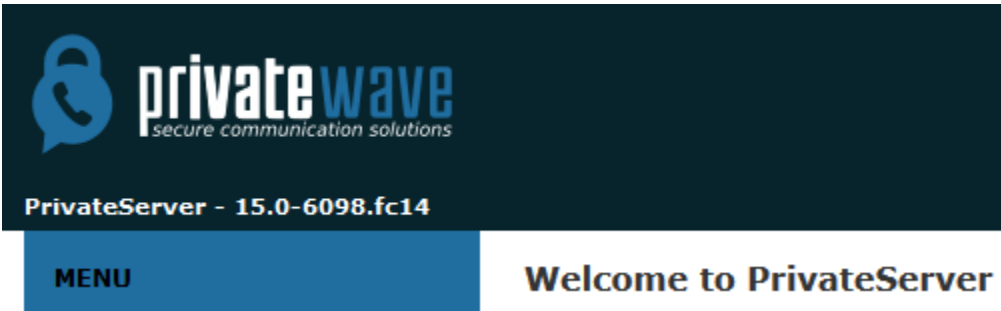 privatewave
secure communication solutions
PrivateServer - 15.0-6098.fc14
MENU
Welcome to PrivateServer